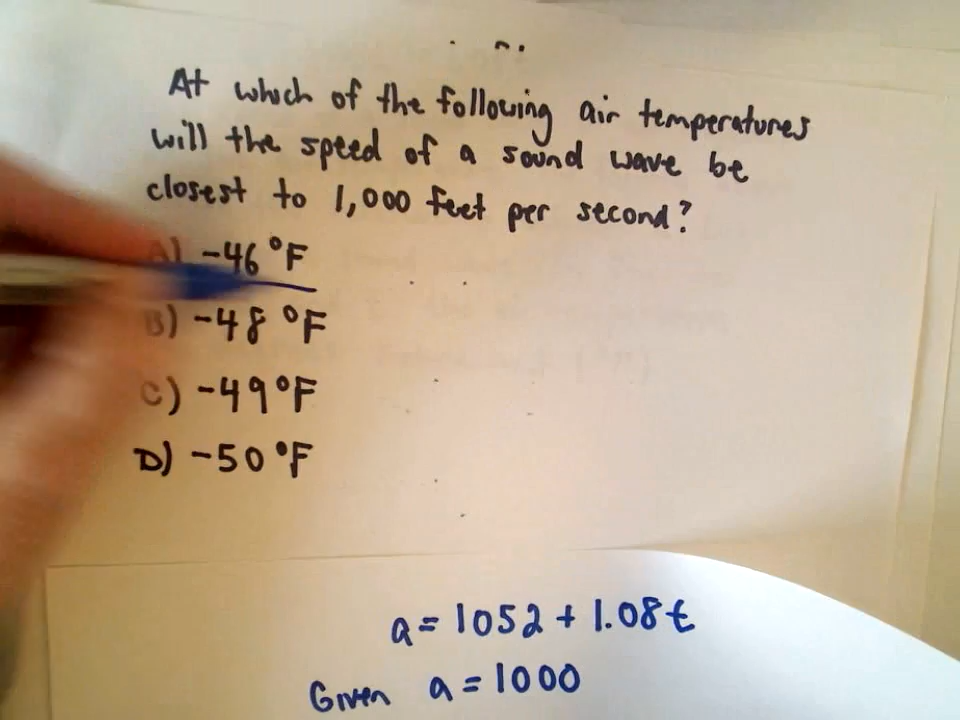 At which of the following air temperatures
will the speed of a sound wave be
closest to 1,000 feet per second?
A) -46°F
B) -48°F
C) -49°F
D) -50°F
a = 1052 + 1.08t
Given a = 1000